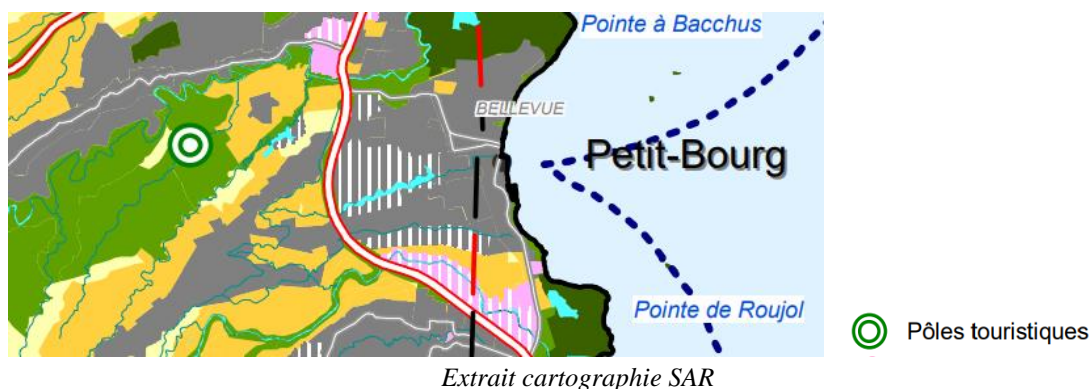 Pointe à Bacchus
BELLEVUE
Petit-Bourg
Pointe de Roujol
Pôles touristiques
Extrait cartographie SAR